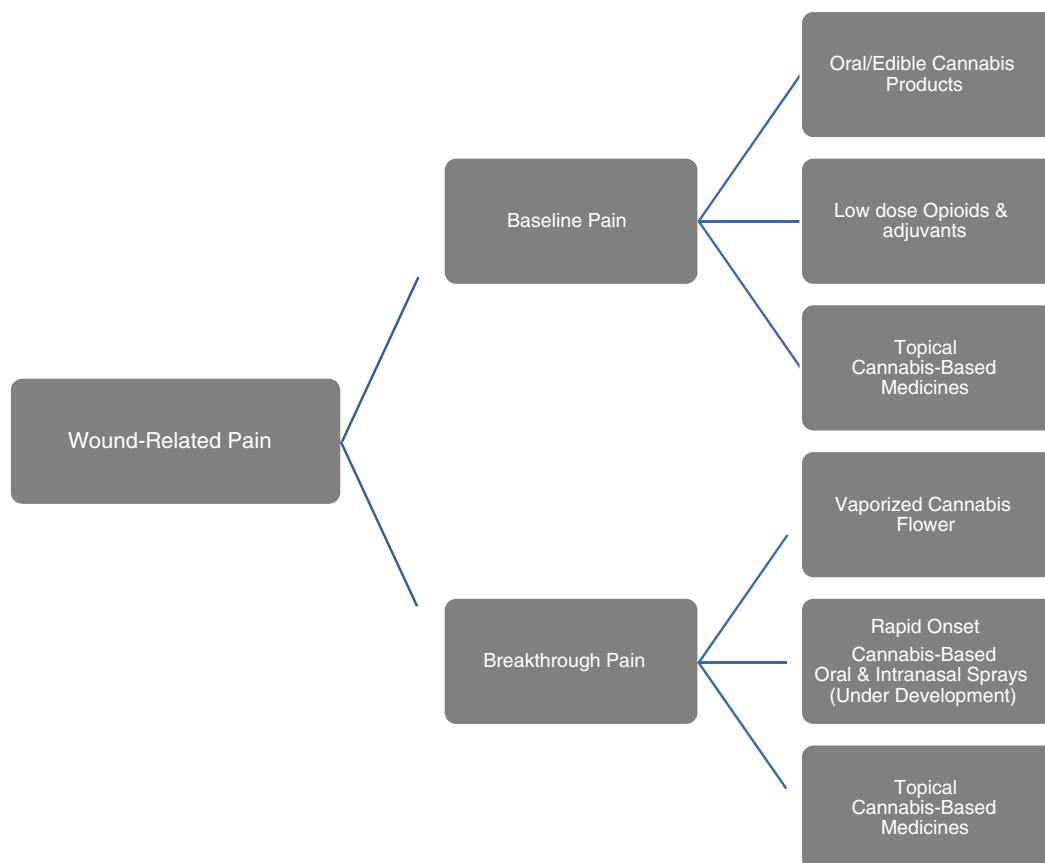 Wound-Related Pain
Baseline Pain
Oral/Edible Cannabis
Products
Low dose Opioids &
adjuvants
Topical
Cannabis-Based
Medicines
Breakthrough Pain
Vaporized Cannabis
Flower
Rapid Onset
Cannabis-Based
Oral & Intranasal Sprays
(Under Development)
Topical
Cannabis-Based
Medicines